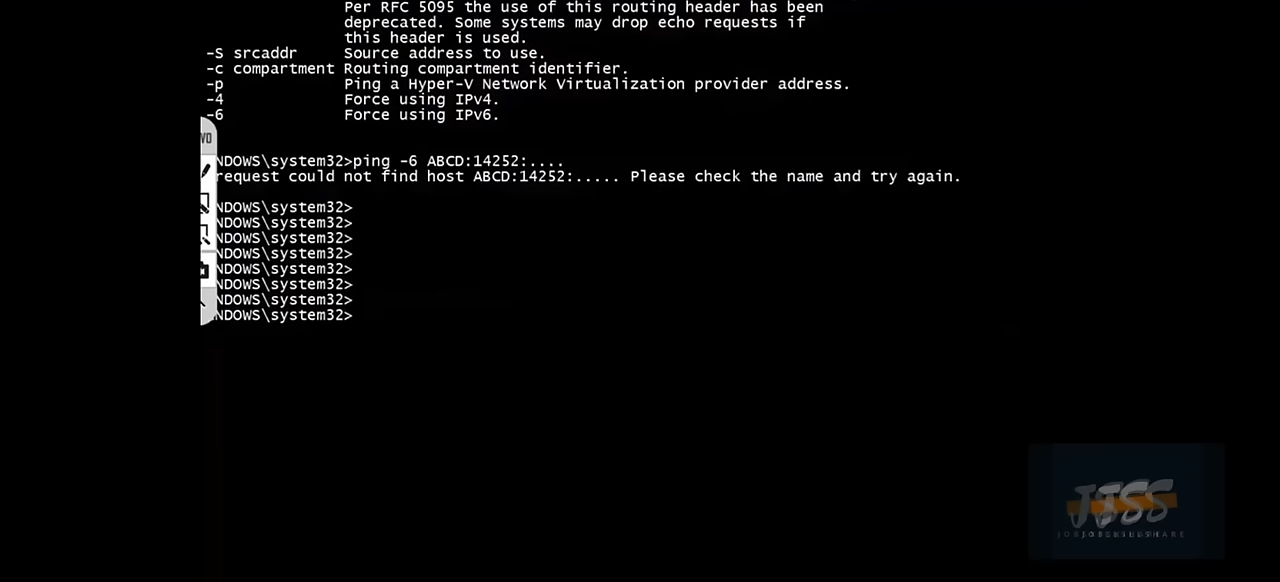 Per RFC 5095 the use of this routing header has been
deprecated. Some systems may drop echo requests if
this header is used.
-S srcaddr Source address to use.
-c compartment Routing compartment identifier.
-p Ping a Hyper-V Network Virtualization provider address.
-4 Force using IPv4.
-6 Force using IPv6.
NDOWS\system32>ping -6 ABCD:14252:....
request could not find host ABCD:14252:..... Please check the name and try again.
NDOWS\system32>
NDOWS\system32>
NDOWS\system32>
NDOWS\system32>
NDOWS\system32>
NDOWS\system32>
NDOWS\system32>
NDOWS\system32>